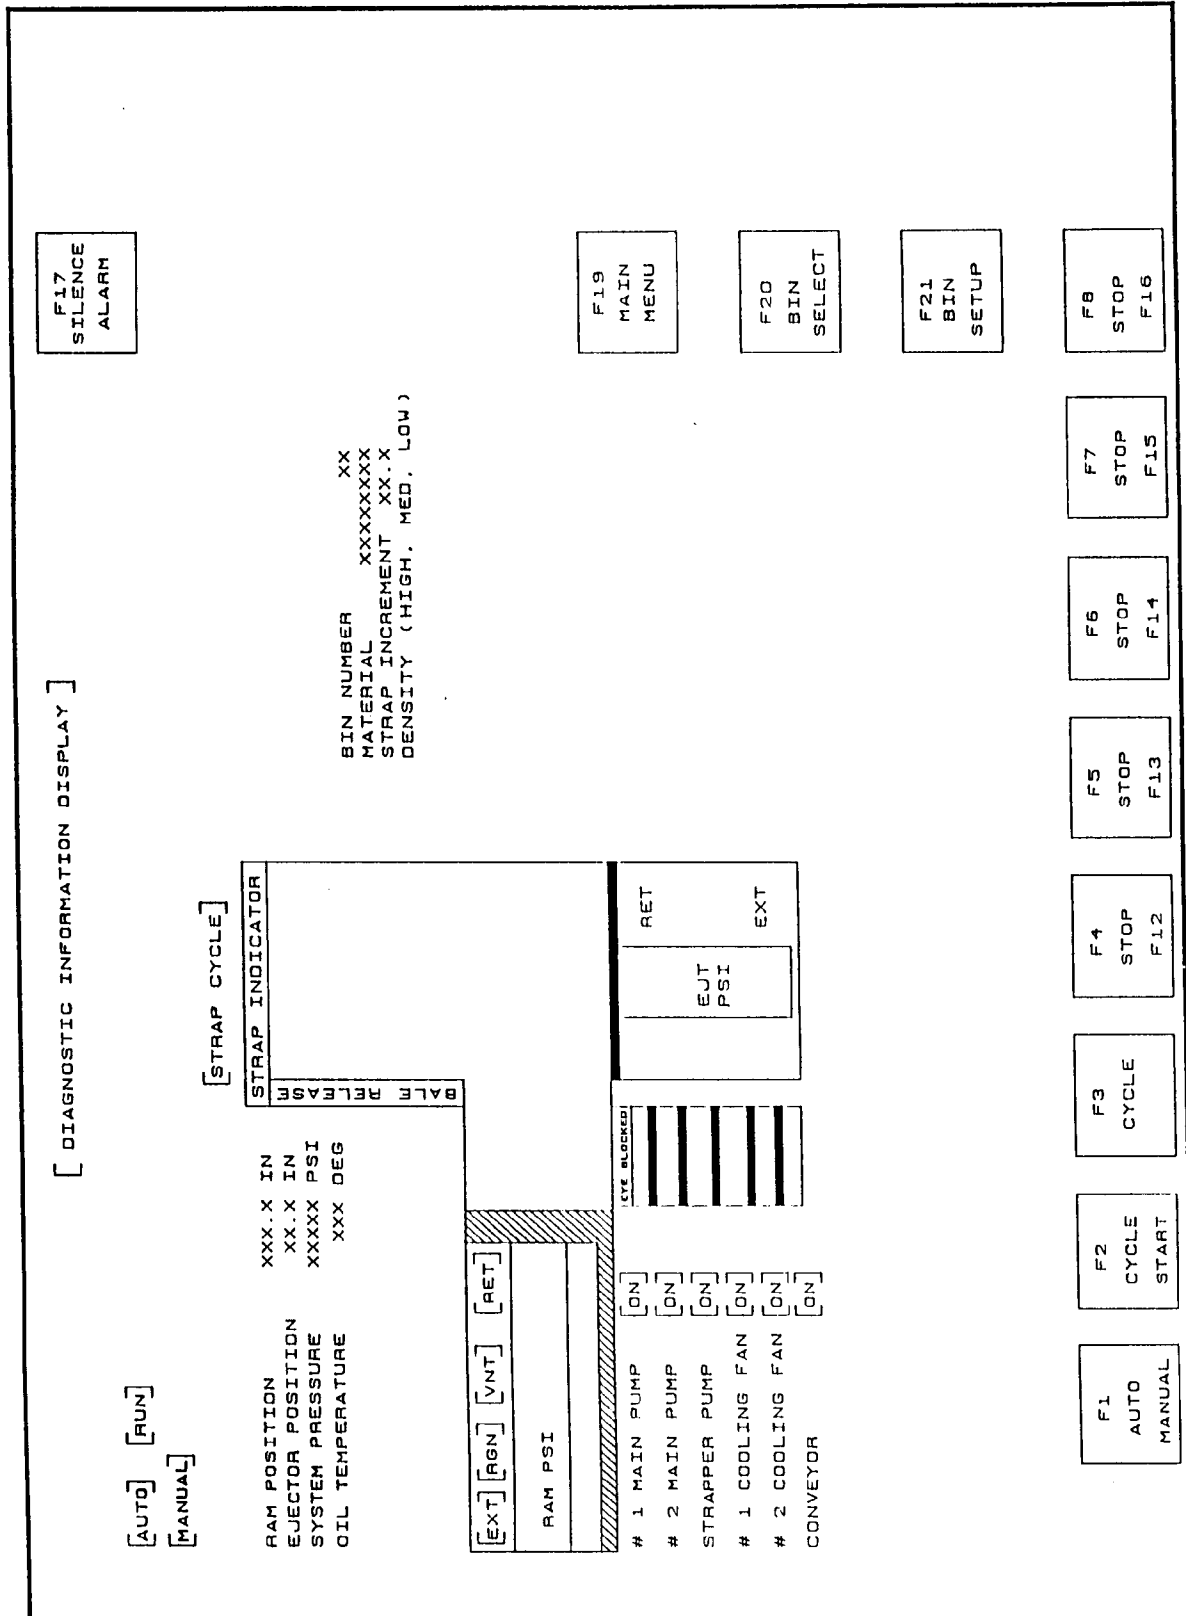 [ DIAGNOSTIC INFORMATION DISPLAY ]
F17
SILENCE
ALARM
[AUTO] [RUN]
[MANUAL]
[STRAP CYCLE]
STRAP INDICATOR
BALE RELEASE
RAM POSITION XXX.X IN
EJECTOR POSITION XX.X IN
SYSTEM PRESSURE XXXXX PSI
OIL TEMPERATURE XXX DEG
BIN NUMBER XX
MATERIAL XXXXXXXX
STRAP INCREMENT XX.X
DENSITY (HIGH, MED, LOW)
[EXT] [RGN] [VNT] [RET]
RAM PSI
EYE BLOCKED
RET
EJT
PSI
EXT
# 1 MAIN PUMP [ON]
# 2 MAIN PUMP [ON]
STRAPPER PUMP [ON]
# 1 COOLING FAN [ON]
# 2 COOLING FAN [ON]
CONVEYOR [ON]
F19
MAIN
MENU
F20
BIN
SELECT
F21
BIN
SETUP
F1
AUTO
MANUAL
F2
CYCLE
START
F3
CYCLE
F4
STOP
F12
F5
STOP
F13
F6
STOP
F14
F7
STOP
F15
F8
STOP
F16